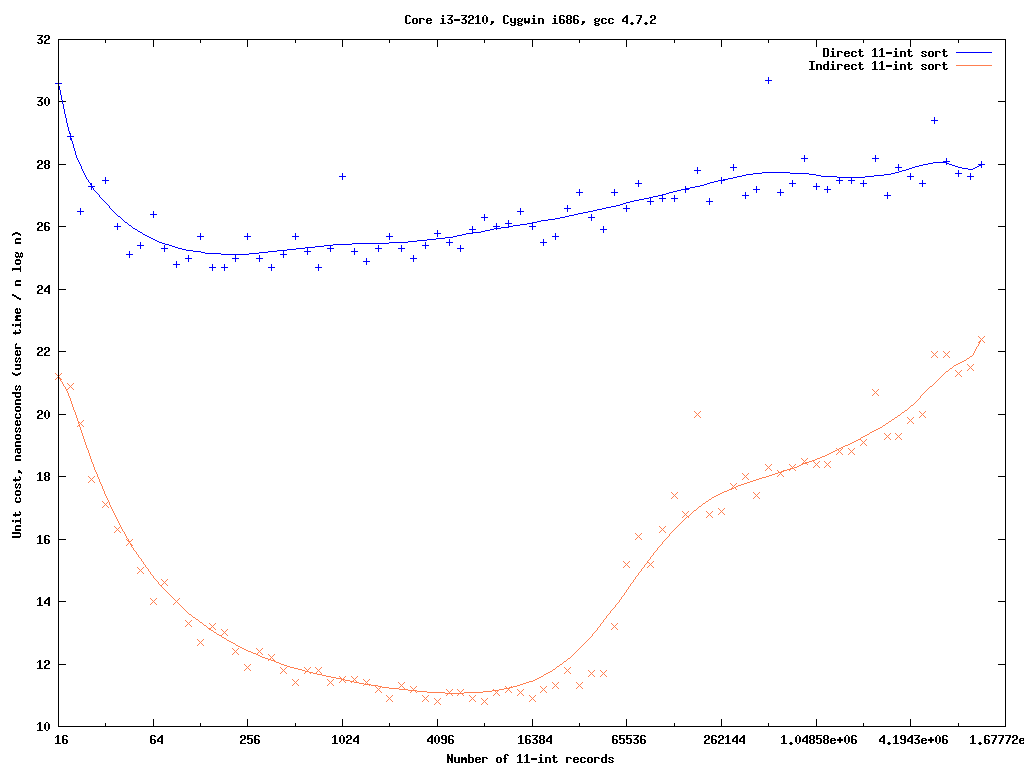 Core i3-3210, Cygwin i686, gcc 4.7.2
Direct 11-int sort
Indirect 11-int sort
Unit cost, nanoseconds (user time / n log n)
32
30
28
26
24
22
20
18
16
14
12
10
16 64 256 1024 4096 16384 65536 262144 1.04858e+06 4.1943e+06 1.67772e
Number of 11-int records